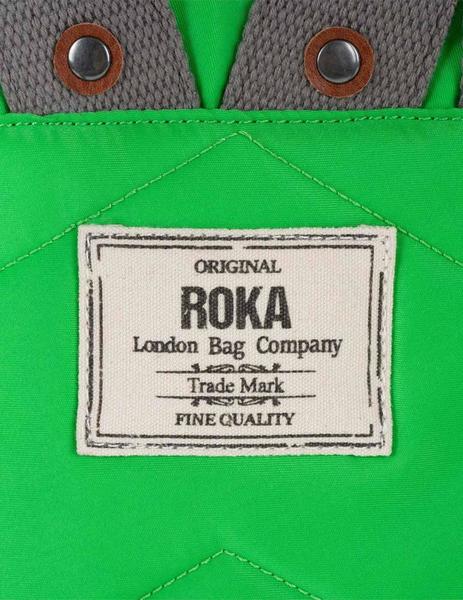 ORIGINAL
ROKA
London Bag Company
Trade Mark
FINE QUALITY